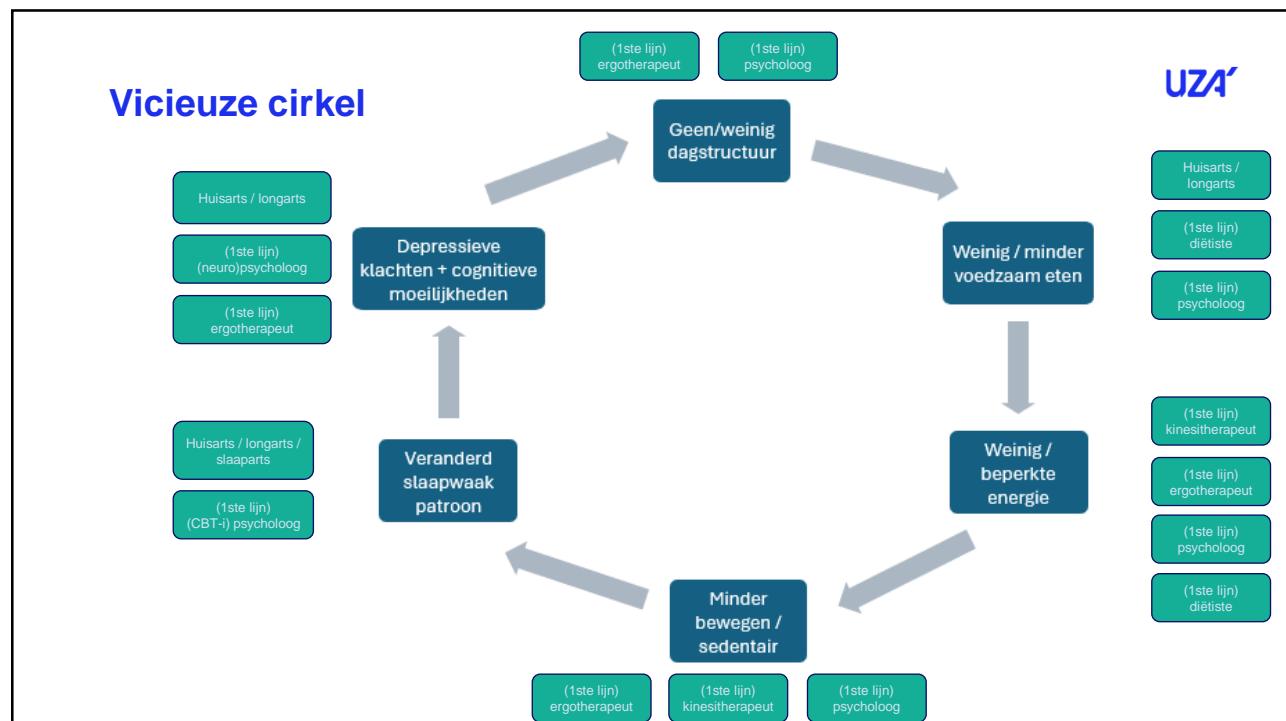 Vicieuze cirkel
UZA'
(1ste lijn)
ergotherapeut
(1ste lijn)
psycholoog
Geen/weinig
dagstructuur
Huisarts /
longarts
(1ste lijn)
diëtiste
(1ste lijn)
psycholoog
Weinig / minder
voedzaam eten
Huisarts / longarts
(1ste lijn)
(neuro)psycholoog
(1ste lijn)
ergotherapeut
Depressieve
klachten + cognitieve
moeilijkheden
(1ste lijn)
kinesitherapeut
(1ste lijn)
ergotherapeut
(1ste lijn)
psycholoog
(1ste lijn)
diëtiste
Weinig /
beperkte
energie
Huisarts / longarts /
slaaparts
(1ste lijn)
(CBT-i) psycholoog
Veranderd
slaapwaak
patroon
Minder
bewegen /
sedentair
(1ste lijn)
ergotherapeut
(1ste lijn)
kinesitherapeut
(1ste lijn)
psycholoog